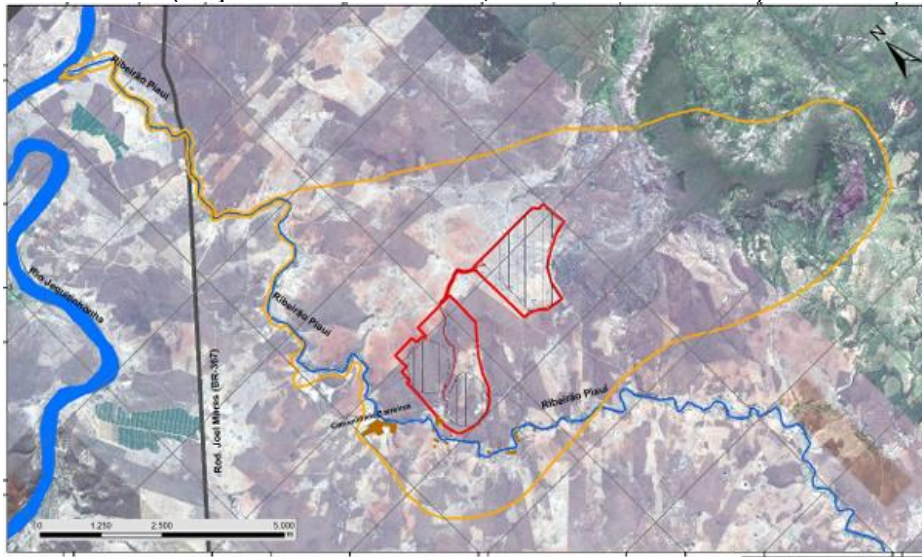 N
Ribeirão Piauí
Rio Jequitinhonha
Ribeirão Piauí
Rod. Joel Mares (BR-367)
Ribeirão Piauí
0 1.250 2.500 5.000
m